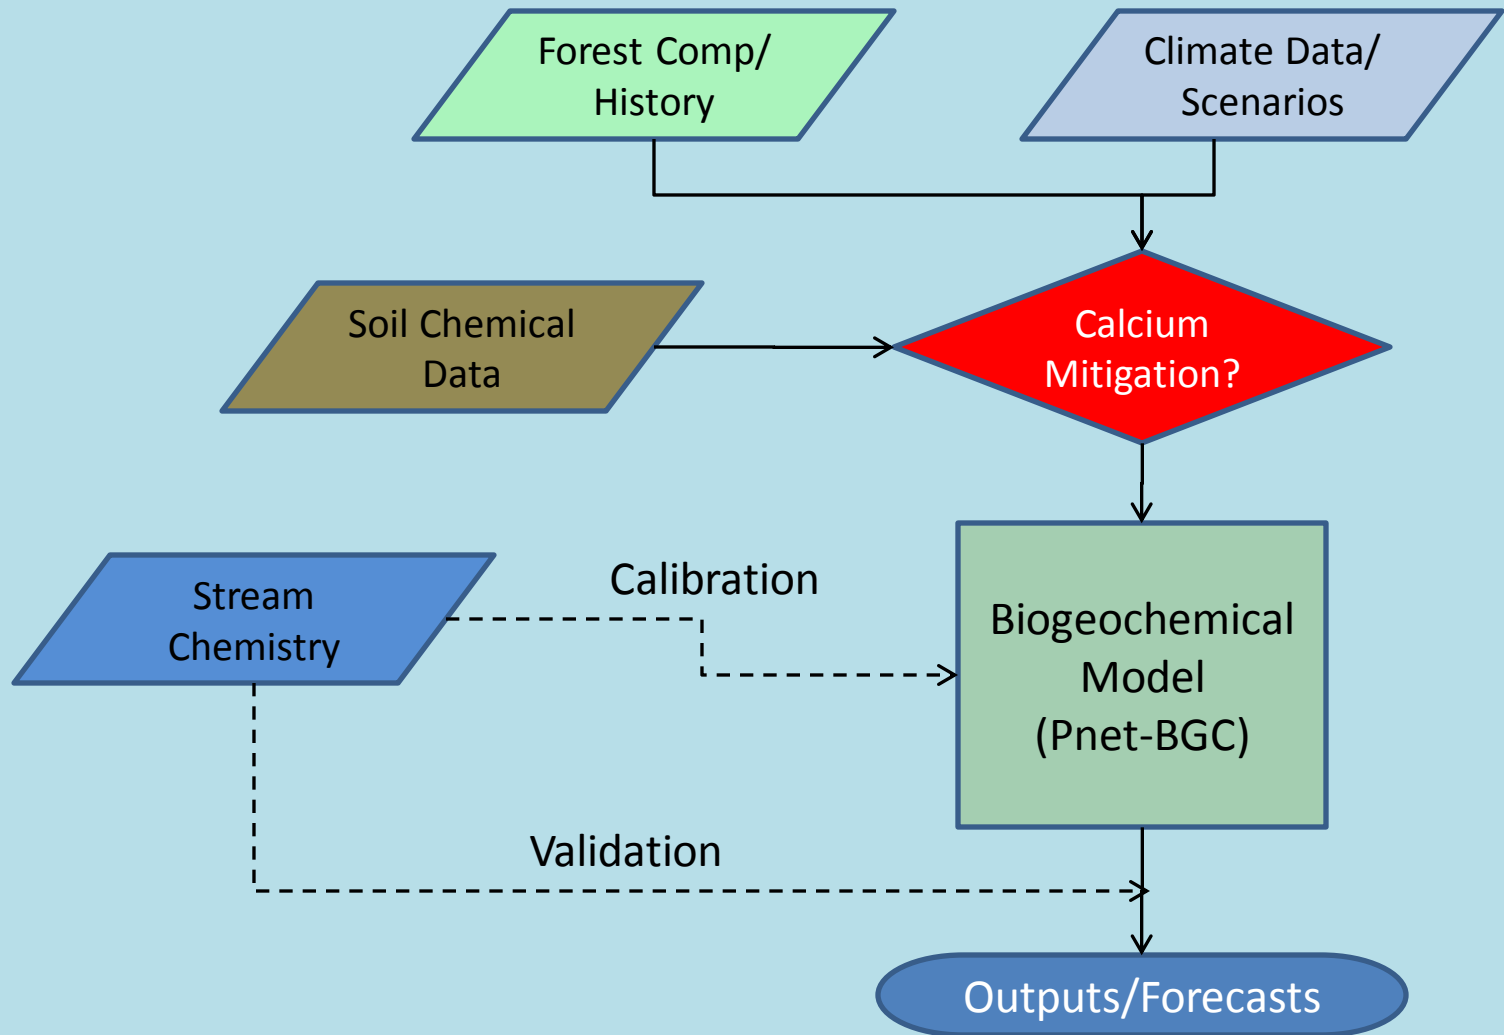 Forest Comp/
History
Climate Data/
Scenarios
Soil Chemical
Data
Calcium
Mitigation?
Stream
Chemistry
Calibration
Biogeochemical
Model
(Pnet-BGC)
Validation
Outputs/Forecasts